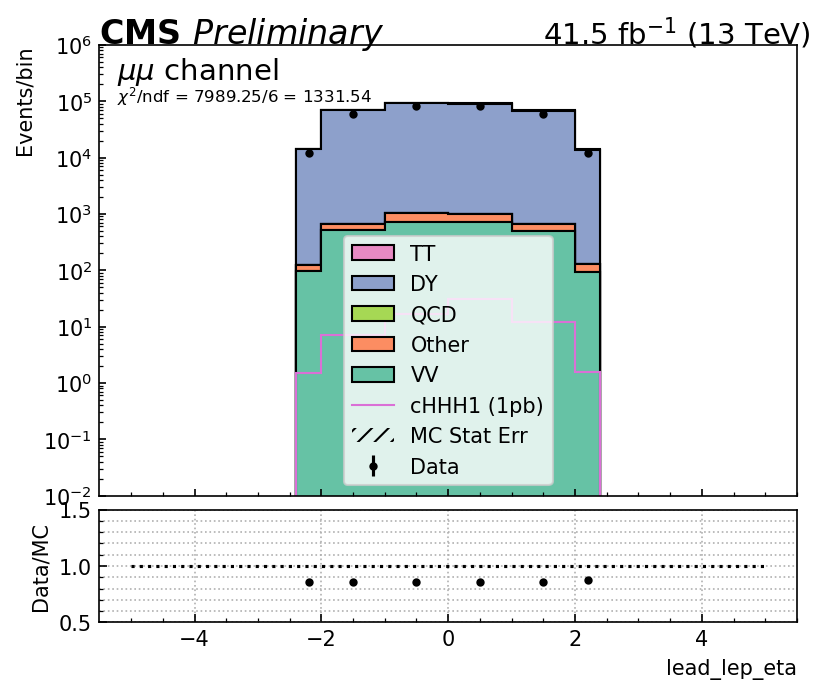 CMS Preliminary 41.5 fb⁻¹ (13 TeV)
Events/bin
μμ channel
χ²/ndf = 7989.25/6 = 1331.54
10⁶
10⁵
10⁴
10³
10²
10¹
10⁰
10⁻¹
10⁻²
TT
DY
QCD
Other
VV
cHHH1 (1pb)
MC Stat Err
Data
Data/MC
1.5
1.0
0.5
−4 −2 0 2 4
lead_lep_eta